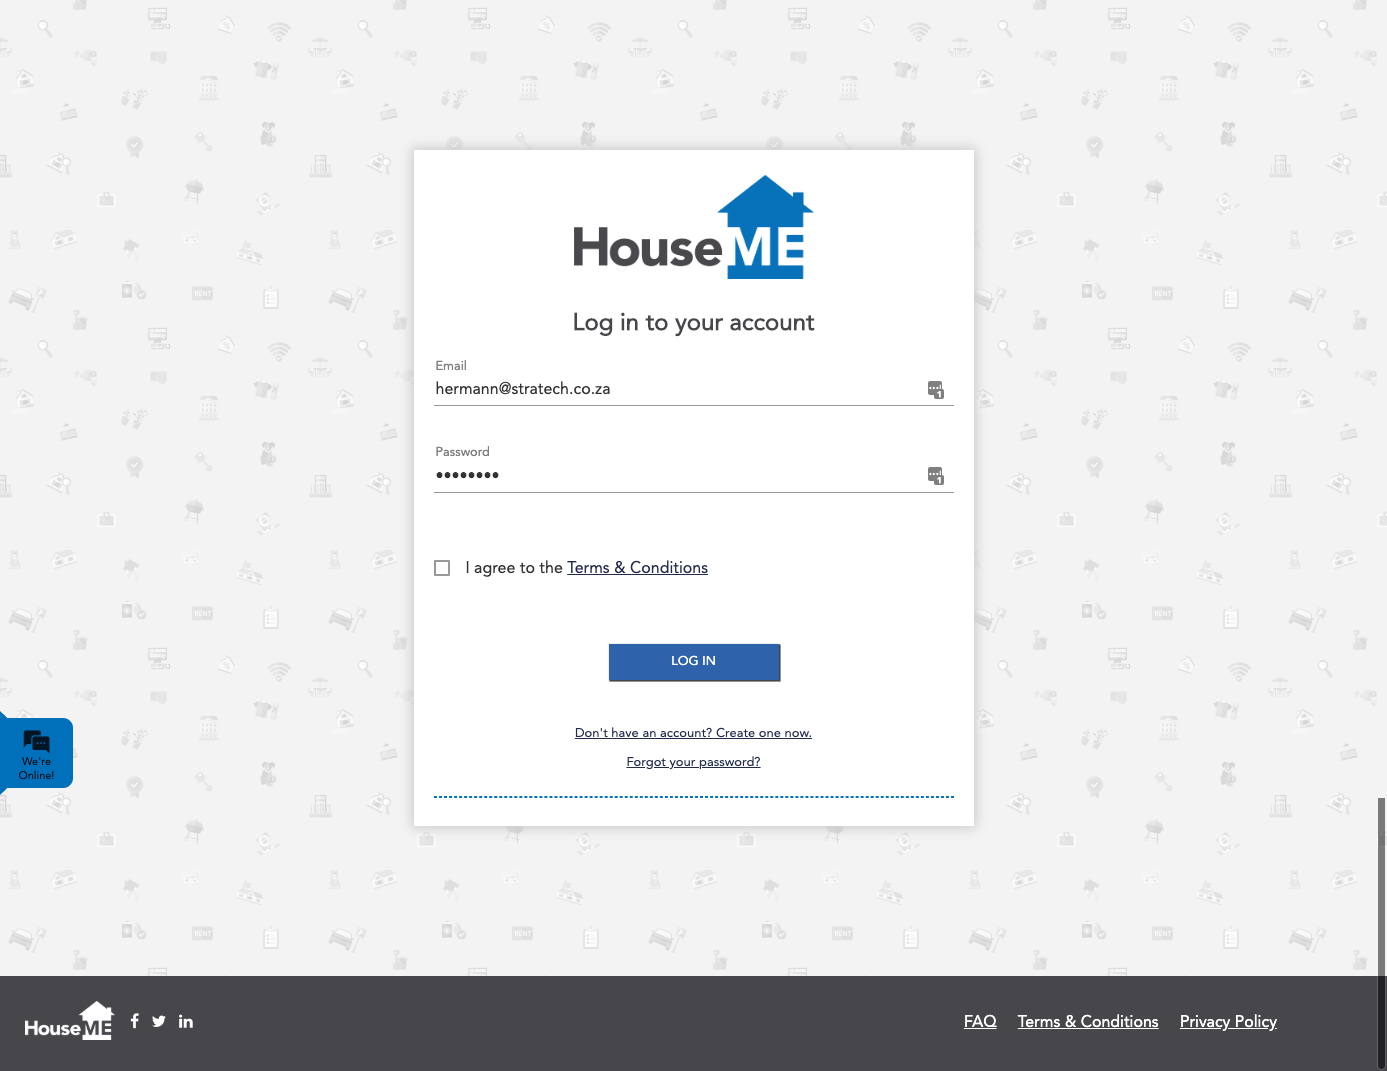 HouseME
Log in to your account
Email
hermann@stratech.co.za
Password
••••••••
I agree to the Terms & Conditions
LOG IN
Don't have an account? Create one now.
Forgot your password?
We're
Online!
HouseME
FAQ Terms & Conditions Privacy Policy